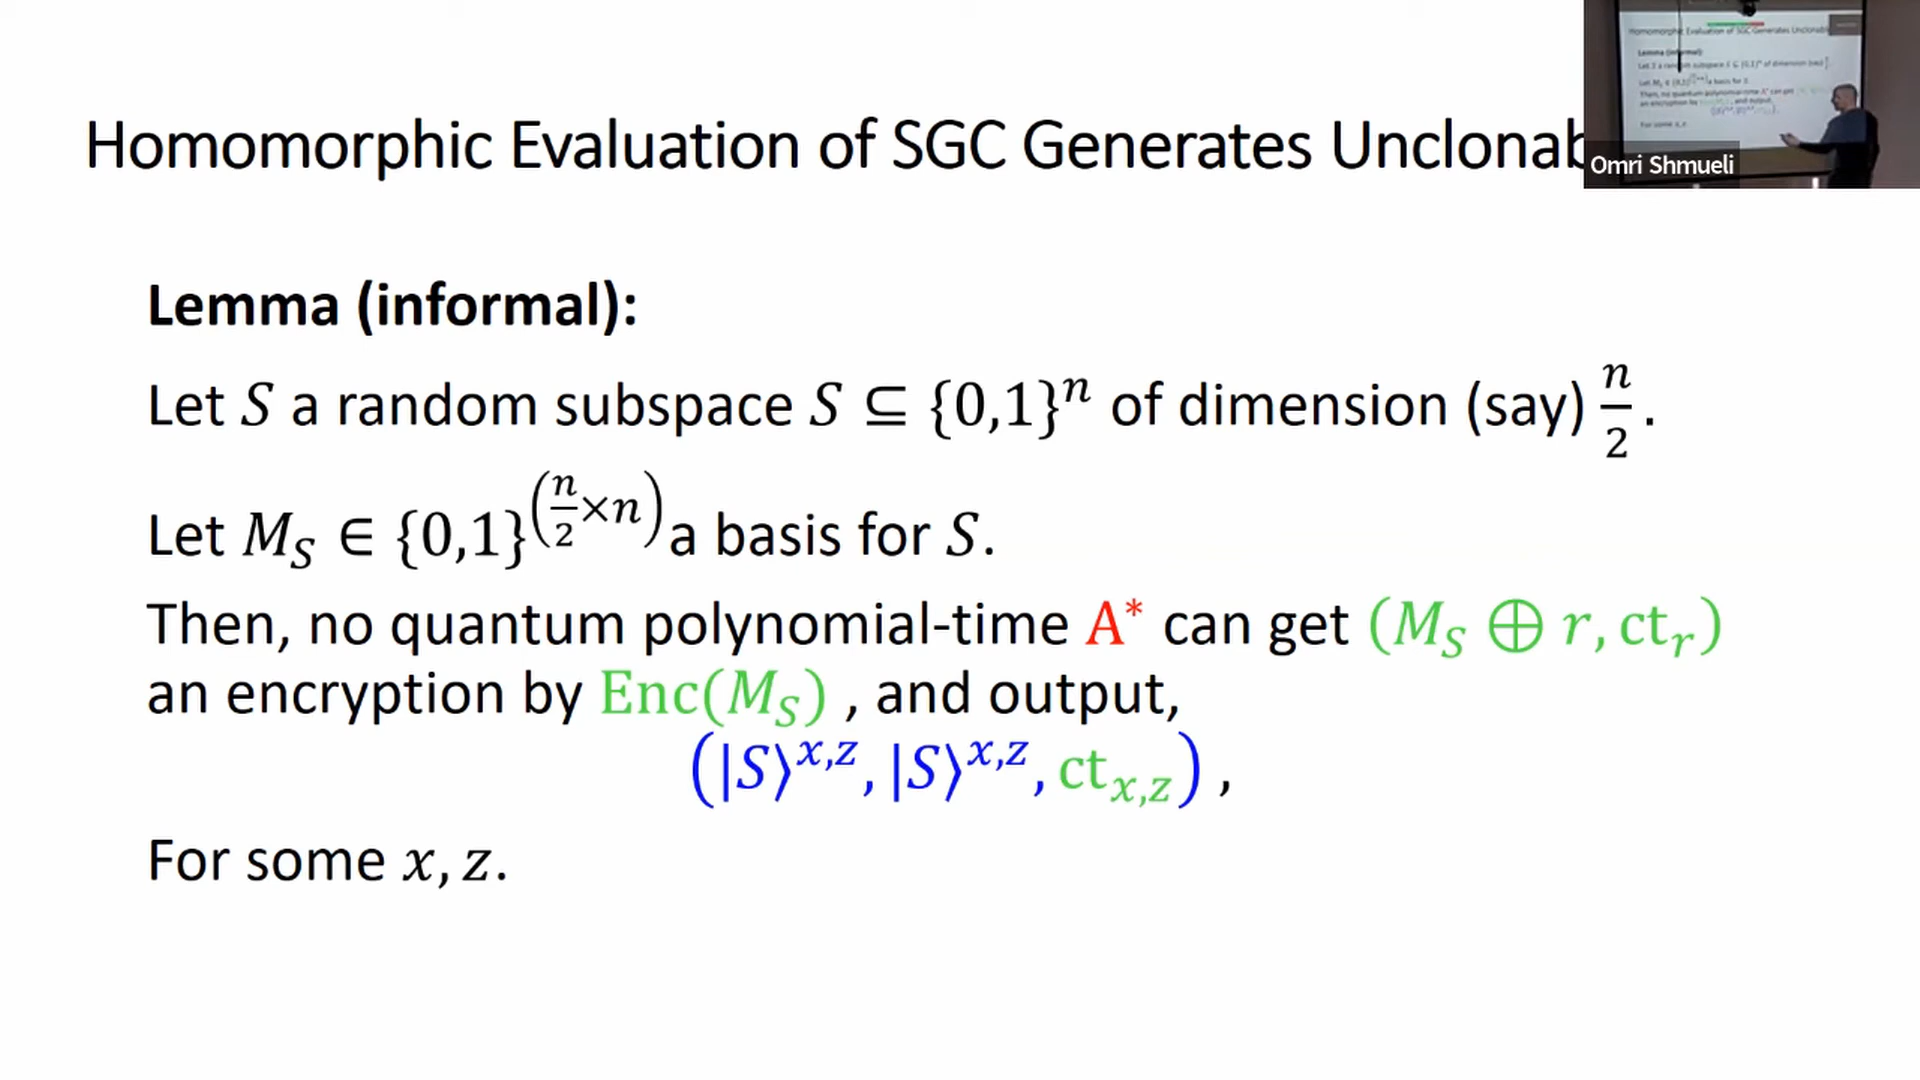 Homomorphic Evaluation of SGC Generates Unclonab
Omri Shmueli
Lemma (informal):
Let S a random subspace S ⊆ {0,1}ⁿ of dimension (say) n/2.
Let M_S ∈ {0,1}^(n/2 × n) a basis for S.
Then, no quantum polynomial-time A* can get (M_S ⊕ r, ct_r)
an encryption by Enc(M_S) , and output,
(|S⟩^{x,z}, |S⟩^{x,z}, ct_{x,z}) ,
For some x, z.